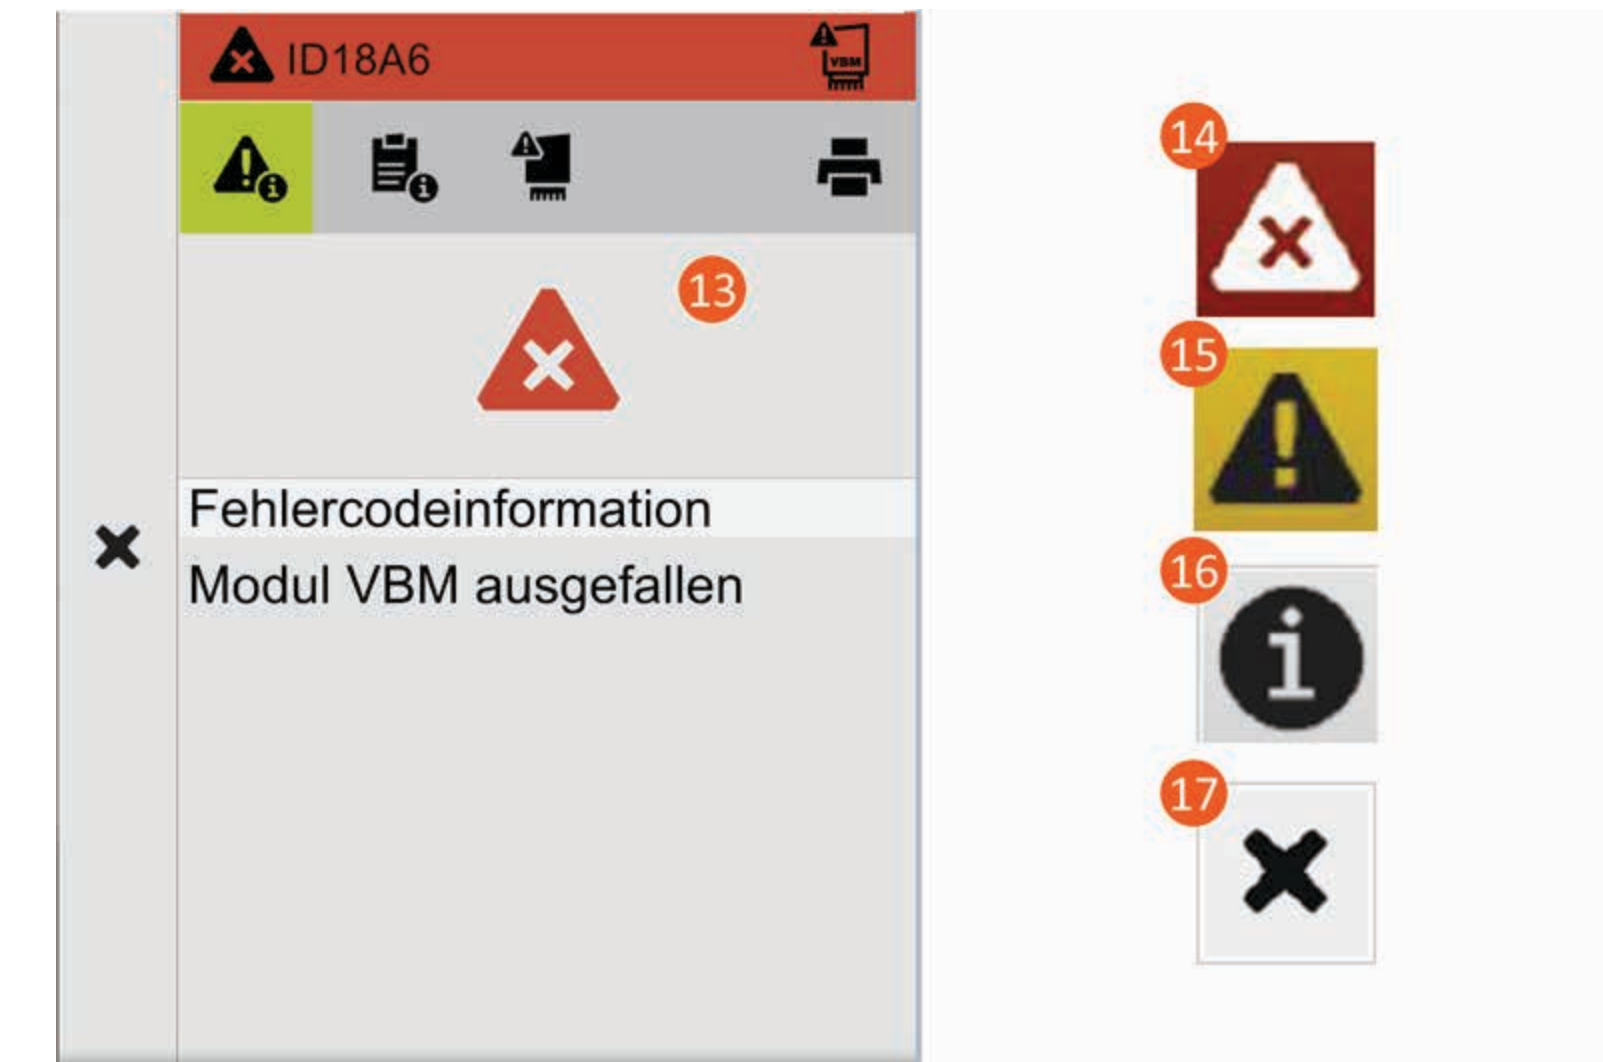 ID18A6
VBM
13
Fehlercodeinformation
Modul VBM ausgefallen
14
15
16
17